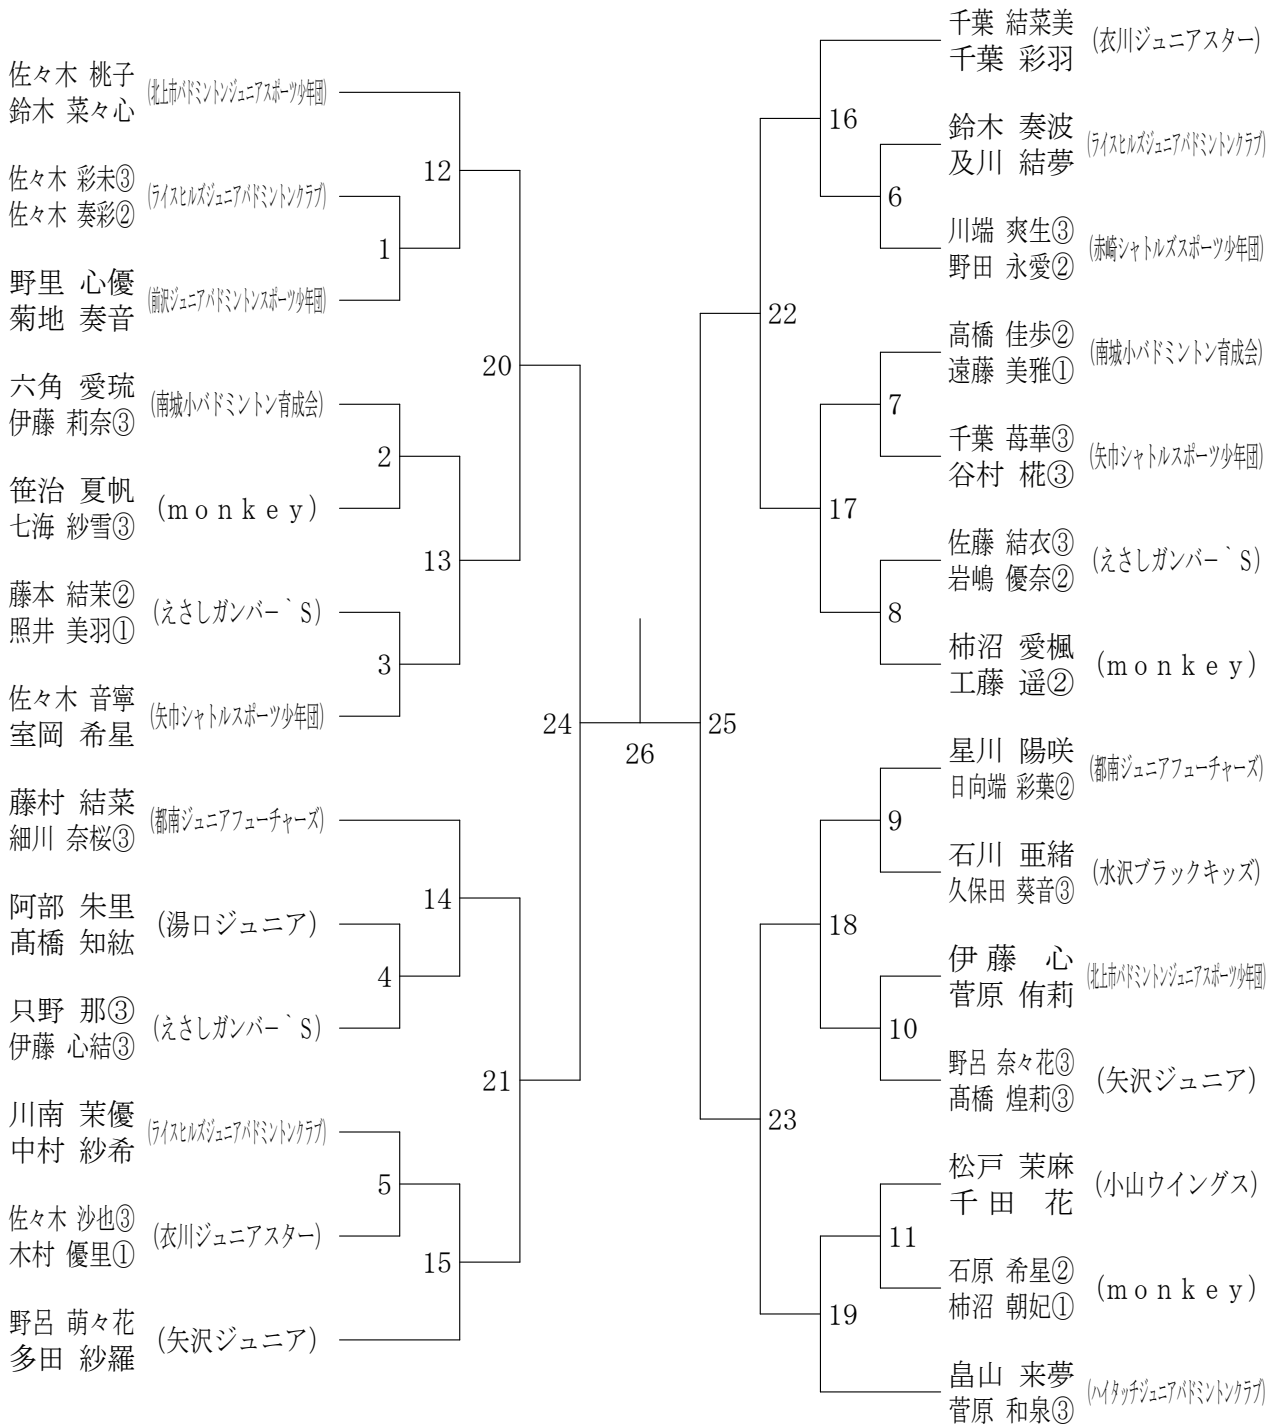 佐々木 桃子
鈴木 菜々心
(北上市バドミントンジュニアスポーツ少年団)
佐々木 彩未③
佐々木 奏彩②
(ライスヒルズジュニアバドミントンクラブ)
野里 心優
菊地 奏音
(前沢ジュニアバドミントンスポーツ少年団)
六角 愛琉
伊藤 莉奈③
(南城小バドミントン育成会)
笹治 夏帆
七海 紗雪③
(ｍｏｎｋｅｙ)
藤本 結茉②
照井 美羽①
(えさしガンバー｀S)
佐々木 音寧
室岡 希星
(矢巾シャトルスポーツ少年団)
藤村 結菜
細川 奈桜③
(都南ジュニアフューチャーズ)
阿部 朱里
髙橋 知紘
(湯口ジュニア)
只野 那③
伊藤 心結③
(えさしガンバー｀S)
川南 茉優
中村 紗希
(ライスヒルズジュニアバドミントンクラブ)
佐々木 沙也③
木村 優里①
(衣川ジュニアスター)
野呂 萌々花
多田 紗羅
(矢沢ジュニア)
12
1
20
2
13
3
24
14
4
21
5
15
26
25
16
6
22
7
17
8
9
18
10
23
11
19
千葉 結菜美
千葉 彩羽
(衣川ジュニアスター)
鈴木 奏波
及川 結夢
(ライスヒルズジュニアバドミントンクラブ)
川端 爽生③
野田 永愛②
(赤崎シャトルズスポーツ少年団)
高橋 佳歩②
遠藤 美雅①
(南城小バドミントン育成会)
千葉 苺華③
谷村 椛③
(矢巾シャトルスポーツ少年団)
佐藤 結衣③
岩嶋 優奈②
(えさしガンバー｀S)
柿沼 愛楓
工藤 遥②
(ｍｏｎｋｅｙ)
星川 陽咲
日向端 彩葉②
(都南ジュニアフューチャーズ)
石川 亜緒
久保田 葵音③
(水沢ブラックキッズ)
伊藤 心
菅原 侑莉
(北上市バドミントンジュニアスポーツ少年団)
野呂 奈々花③
髙橋 煌莉③
(矢沢ジュニア)
松戸 茉麻
千田 花
(小山ウイングス)
石原 希星②
柿沼 朝妃①
(ｍｏｎｋｅｙ)
畠山 来夢
菅原 和泉③
(ハイタッチジュニアバドミントンクラブ)